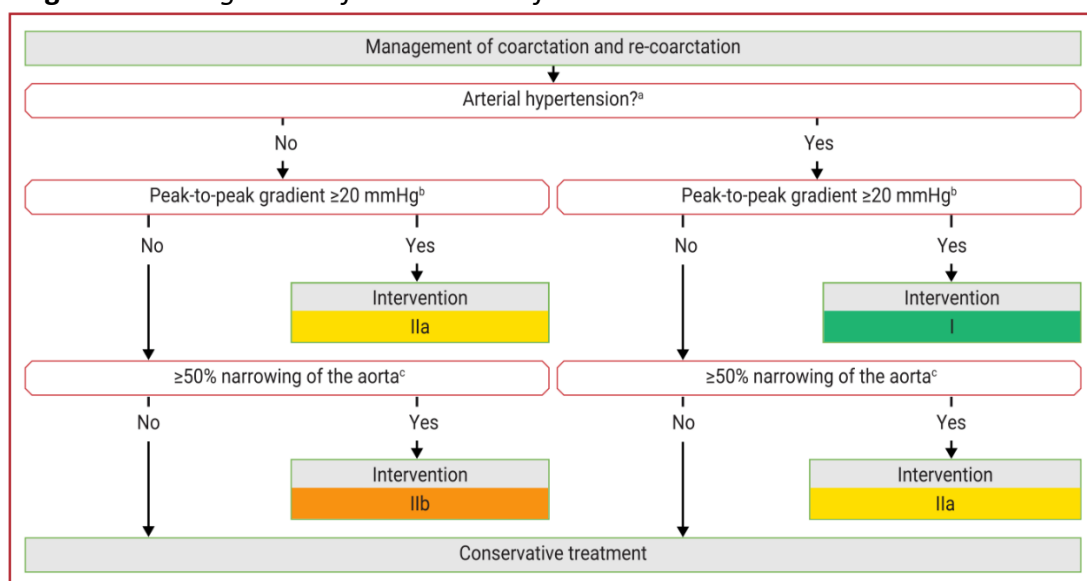 Management of coarctation and re-coarctation
Arterial hypertension?ᵃ
No
Yes
Peak-to-peak gradient ≥20 mmHgᵇ
Peak-to-peak gradient ≥20 mmHgᵇ
No
Yes
No
Yes
Intervention
IIa
Intervention
I
≥50% narrowing of the aortaᶜ
≥50% narrowing of the aortaᶜ
No
Yes
No
Yes
Intervention
IIb
Intervention
IIa
Conservative treatment